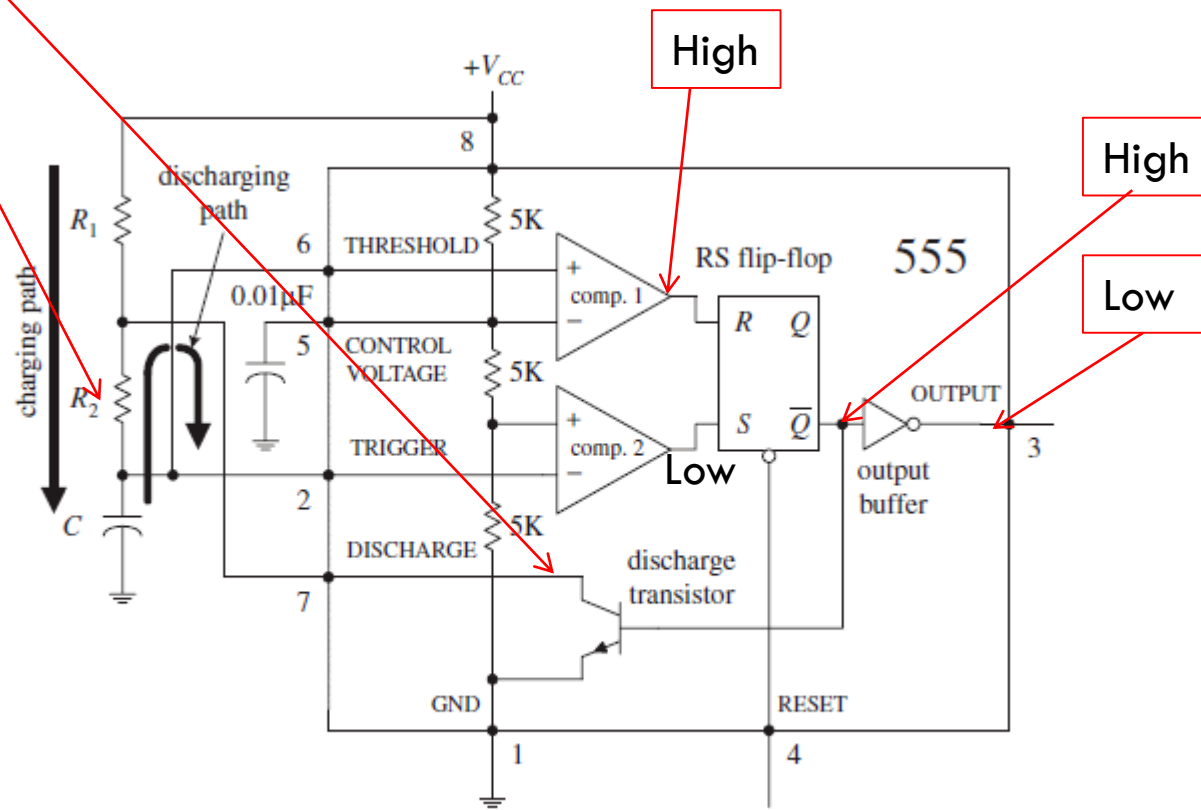 High
+VCC
8
High
discharging
path
R1
5K
6
THRESHOLD
RS flip-flop
555
charging path
0.01µF
+
comp. 1
−
R
Q
Low
5
CONTROL
VOLTAGE
5K
R2
OUTPUT
+
comp. 2
−
S
Q̅
3
TRIGGER
Low
output
buffer
2
C
5K
DISCHARGE
discharge
transistor
7
GND
RESET
1
4